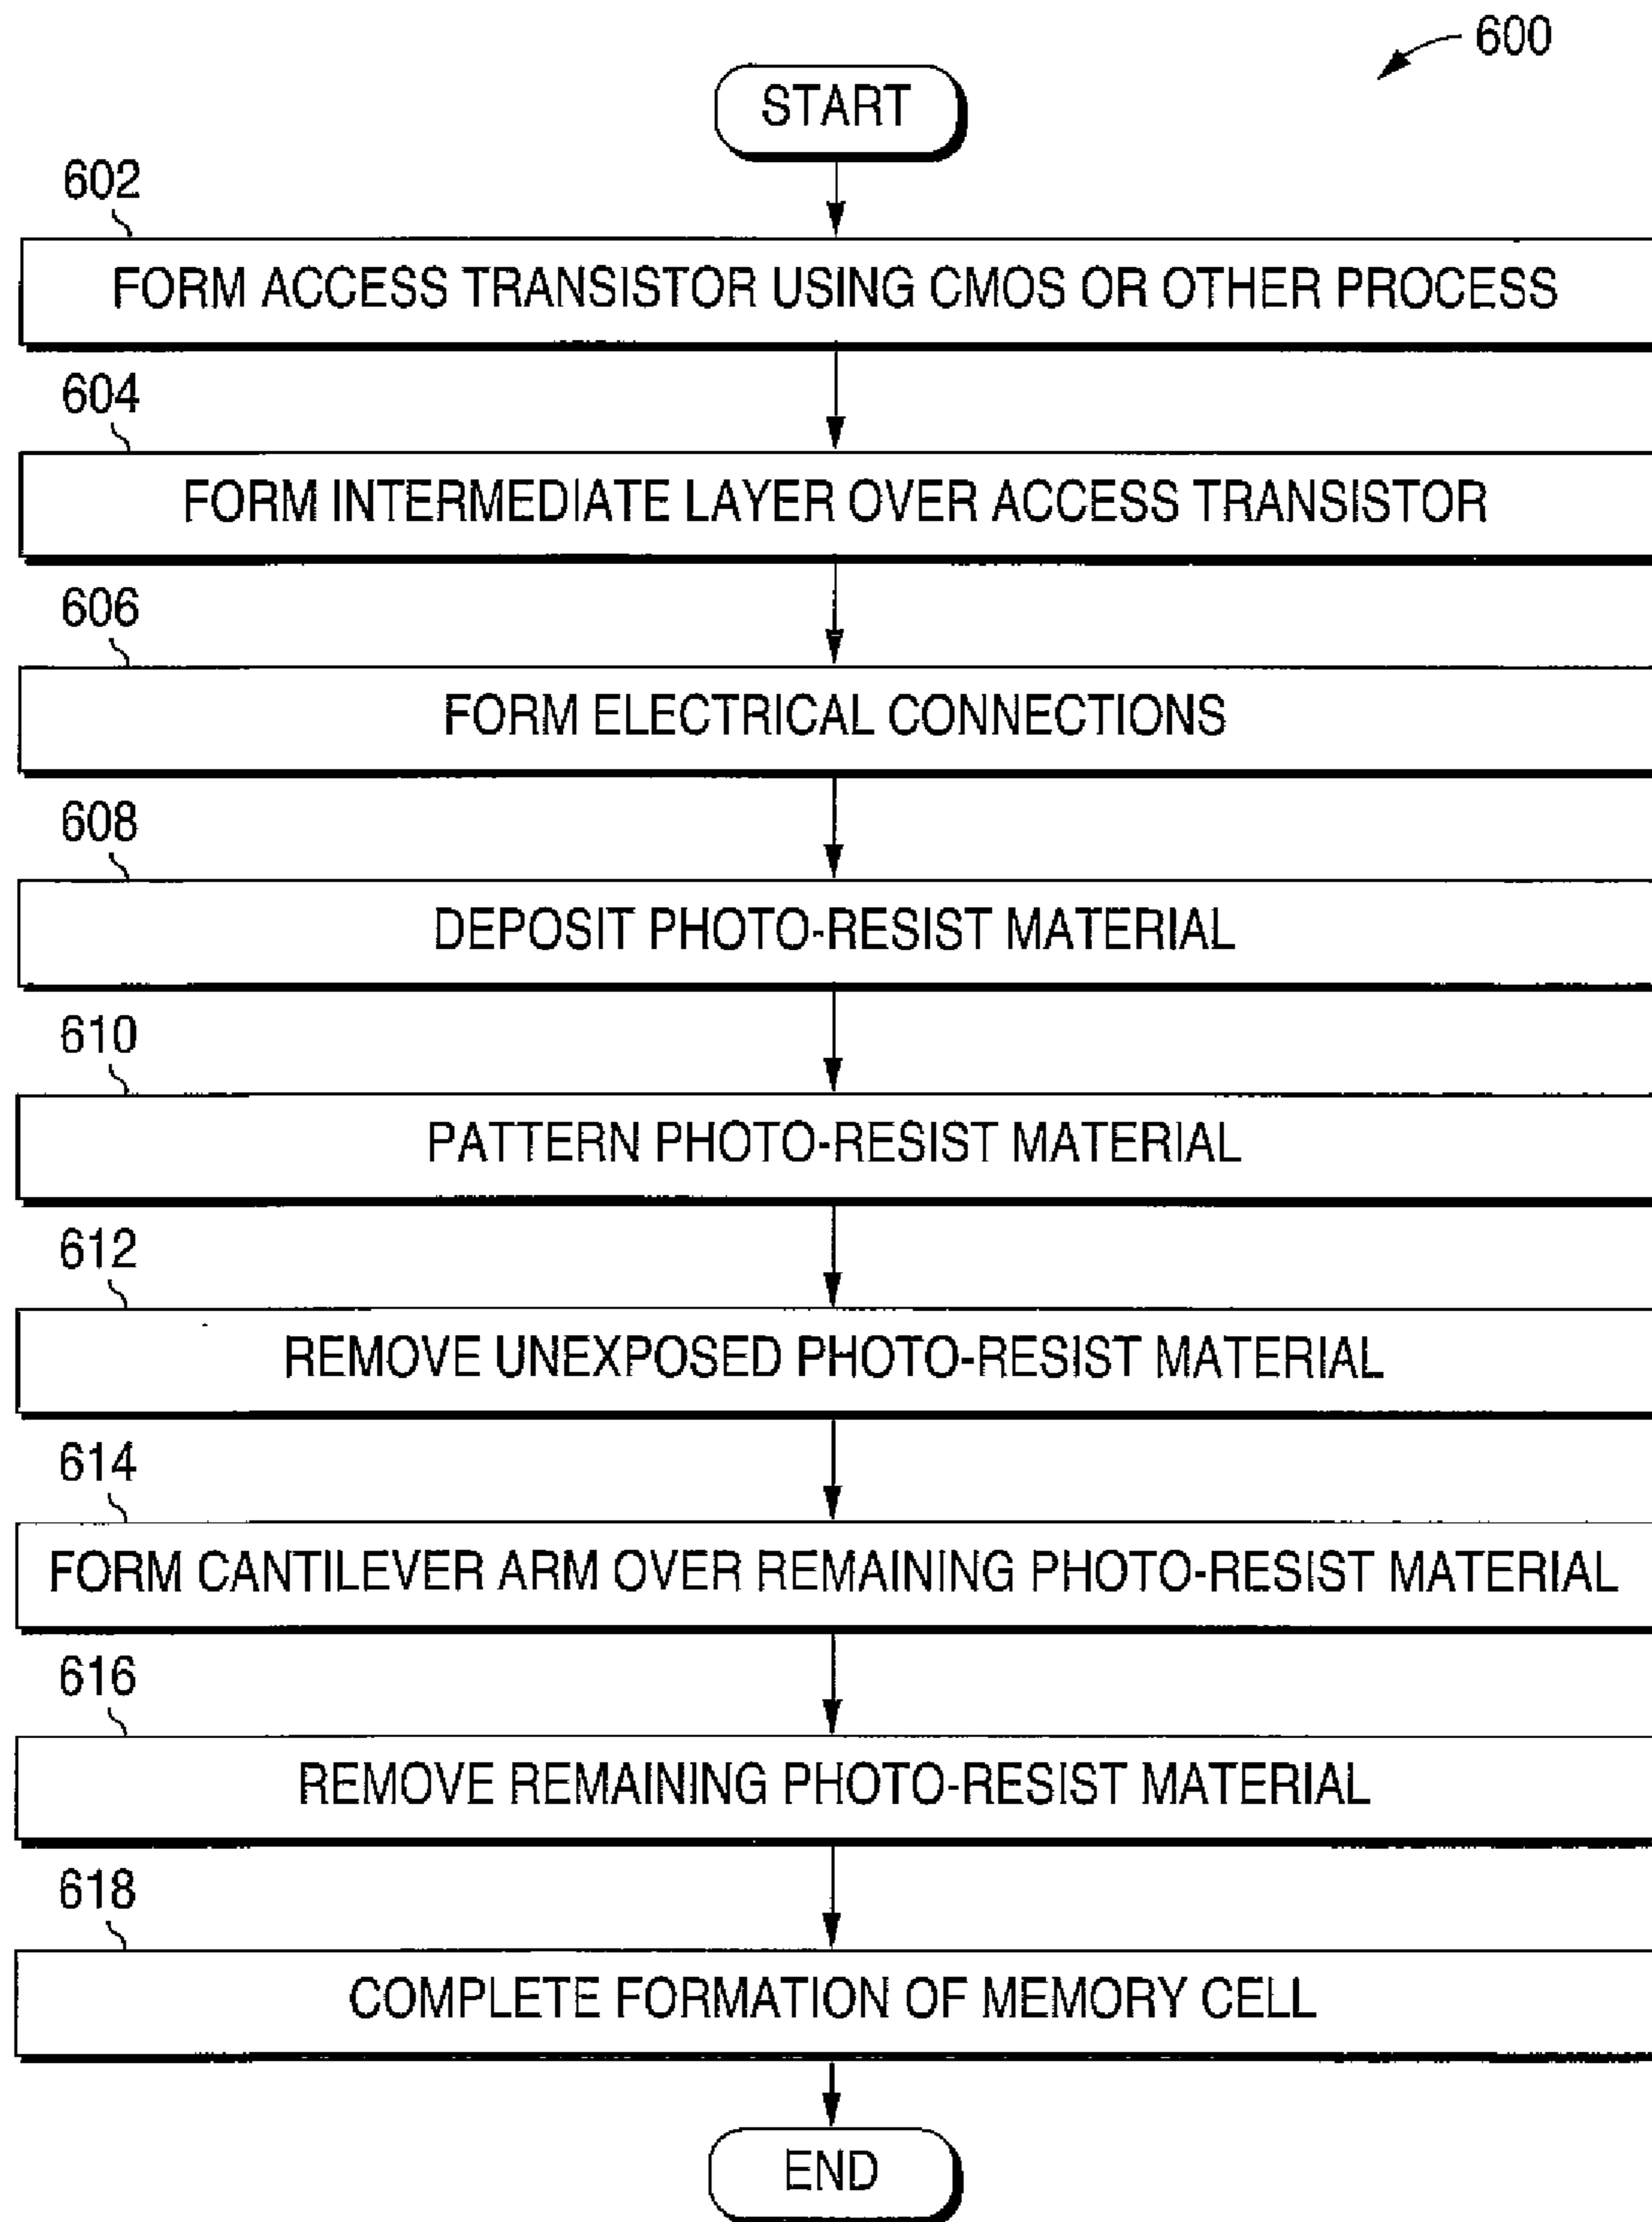 600
START
602
FORM ACCESS TRANSISTOR USING CMOS OR OTHER PROCESS
604
FORM INTERMEDIATE LAYER OVER ACCESS TRANSISTOR
606
FORM ELECTRICAL CONNECTIONS
608
DEPOSIT PHOTO-RESIST MATERIAL
610
PATTERN PHOTO-RESIST MATERIAL
612
REMOVE UNEXPOSED PHOTO-RESIST MATERIAL
614
FORM CANTILEVER ARM OVER REMAINING PHOTO-RESIST MATERIAL
616
REMOVE REMAINING PHOTO-RESIST MATERIAL
618
COMPLETE FORMATION OF MEMORY CELL
END